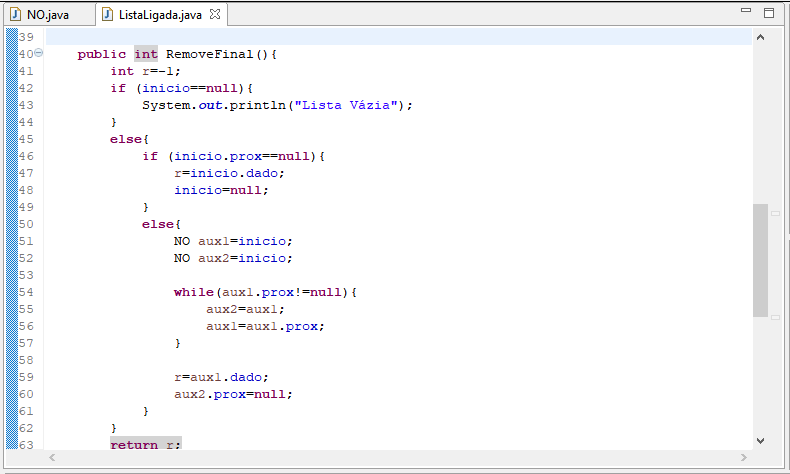 NO.java ListaLigada.java
39
40 public int RemoveFinal(){
41 int r=-1;
42 if (inicio==null){
43 System.out.println("Lista Vázia");
44 }
45 else{
46 if (inicio.prox==null){
47 r=inicio.dado;
48 inicio=null;
49 }
50 else{
51 NO aux1=inicio;
52 NO aux2=inicio;
53
54 while(aux1.prox!=null){
55 aux2=aux1;
56 aux1=aux1.prox;
57 }
58
59 r=aux1.dado;
60 aux2.prox=null;
61 }
62 }
63 return r;